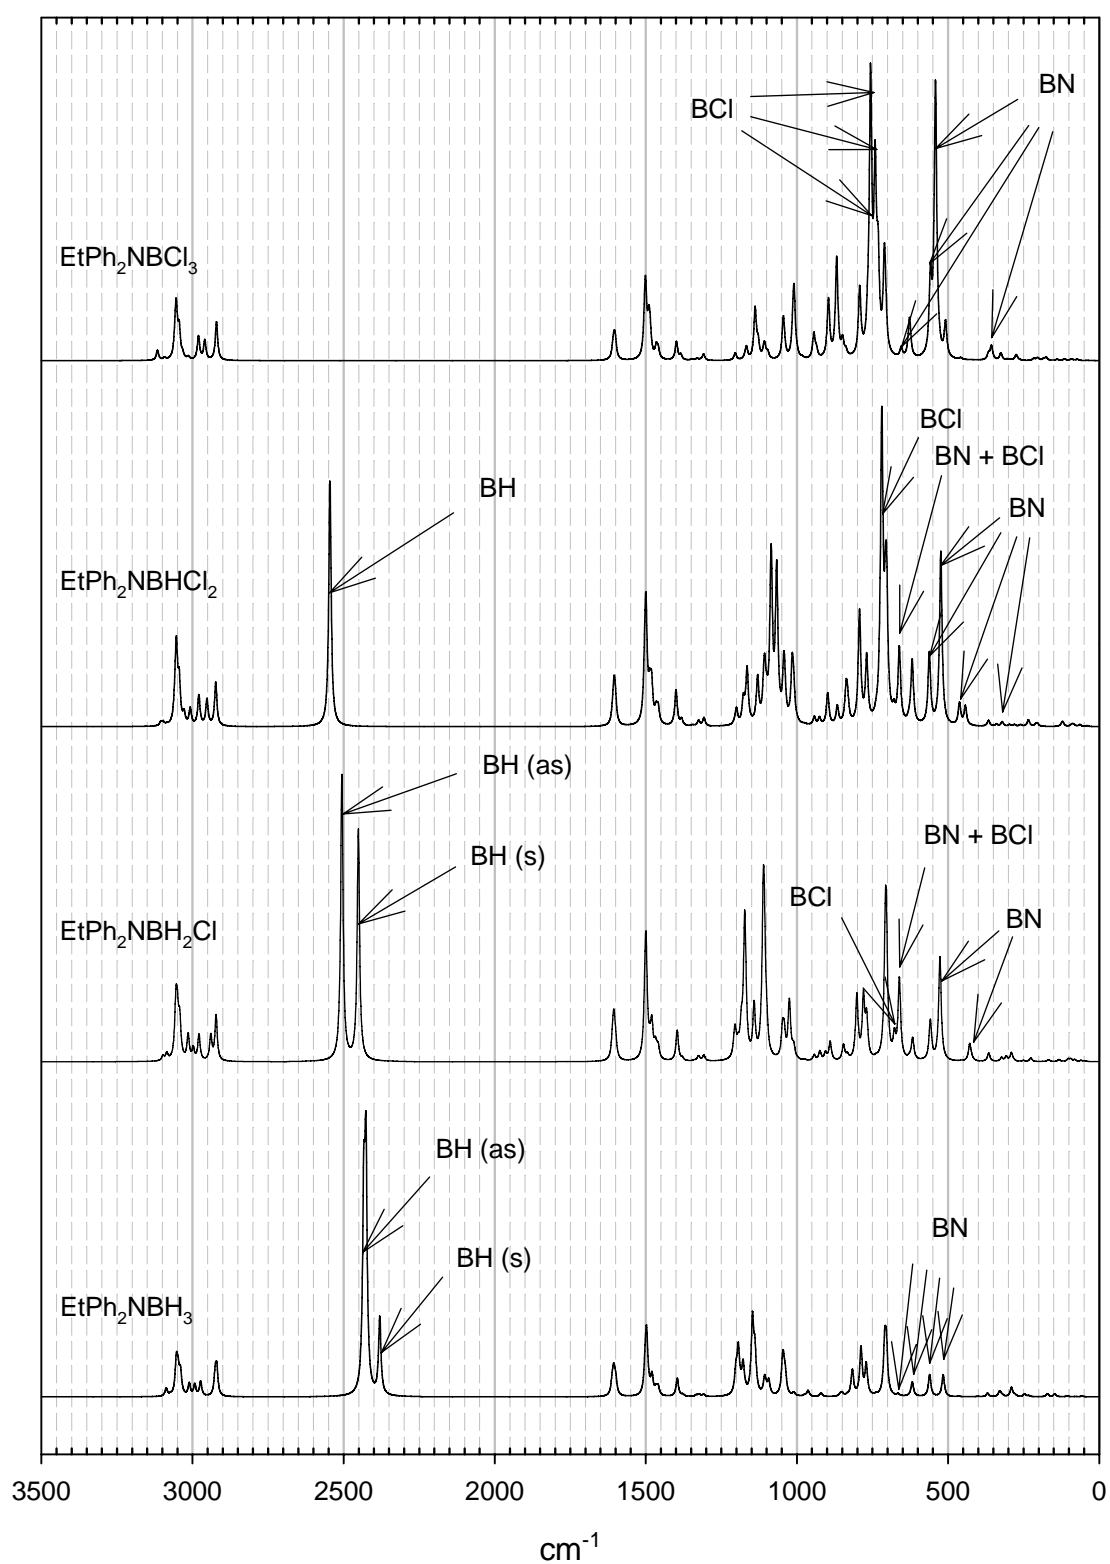 BN
BCl
EtPh₂NBCl₃
BCl
BN + BCl
BH
BN
EtPh₂NBHCl₂
BH (as)
BN + BCl
BH (s)
BCl
BN
EtPh₂NBH₂Cl
BH (as)
BN
BH (s)
EtPh₂NBH₃
3500 3000 2500 2000 1500 1000 500 0
cm⁻¹